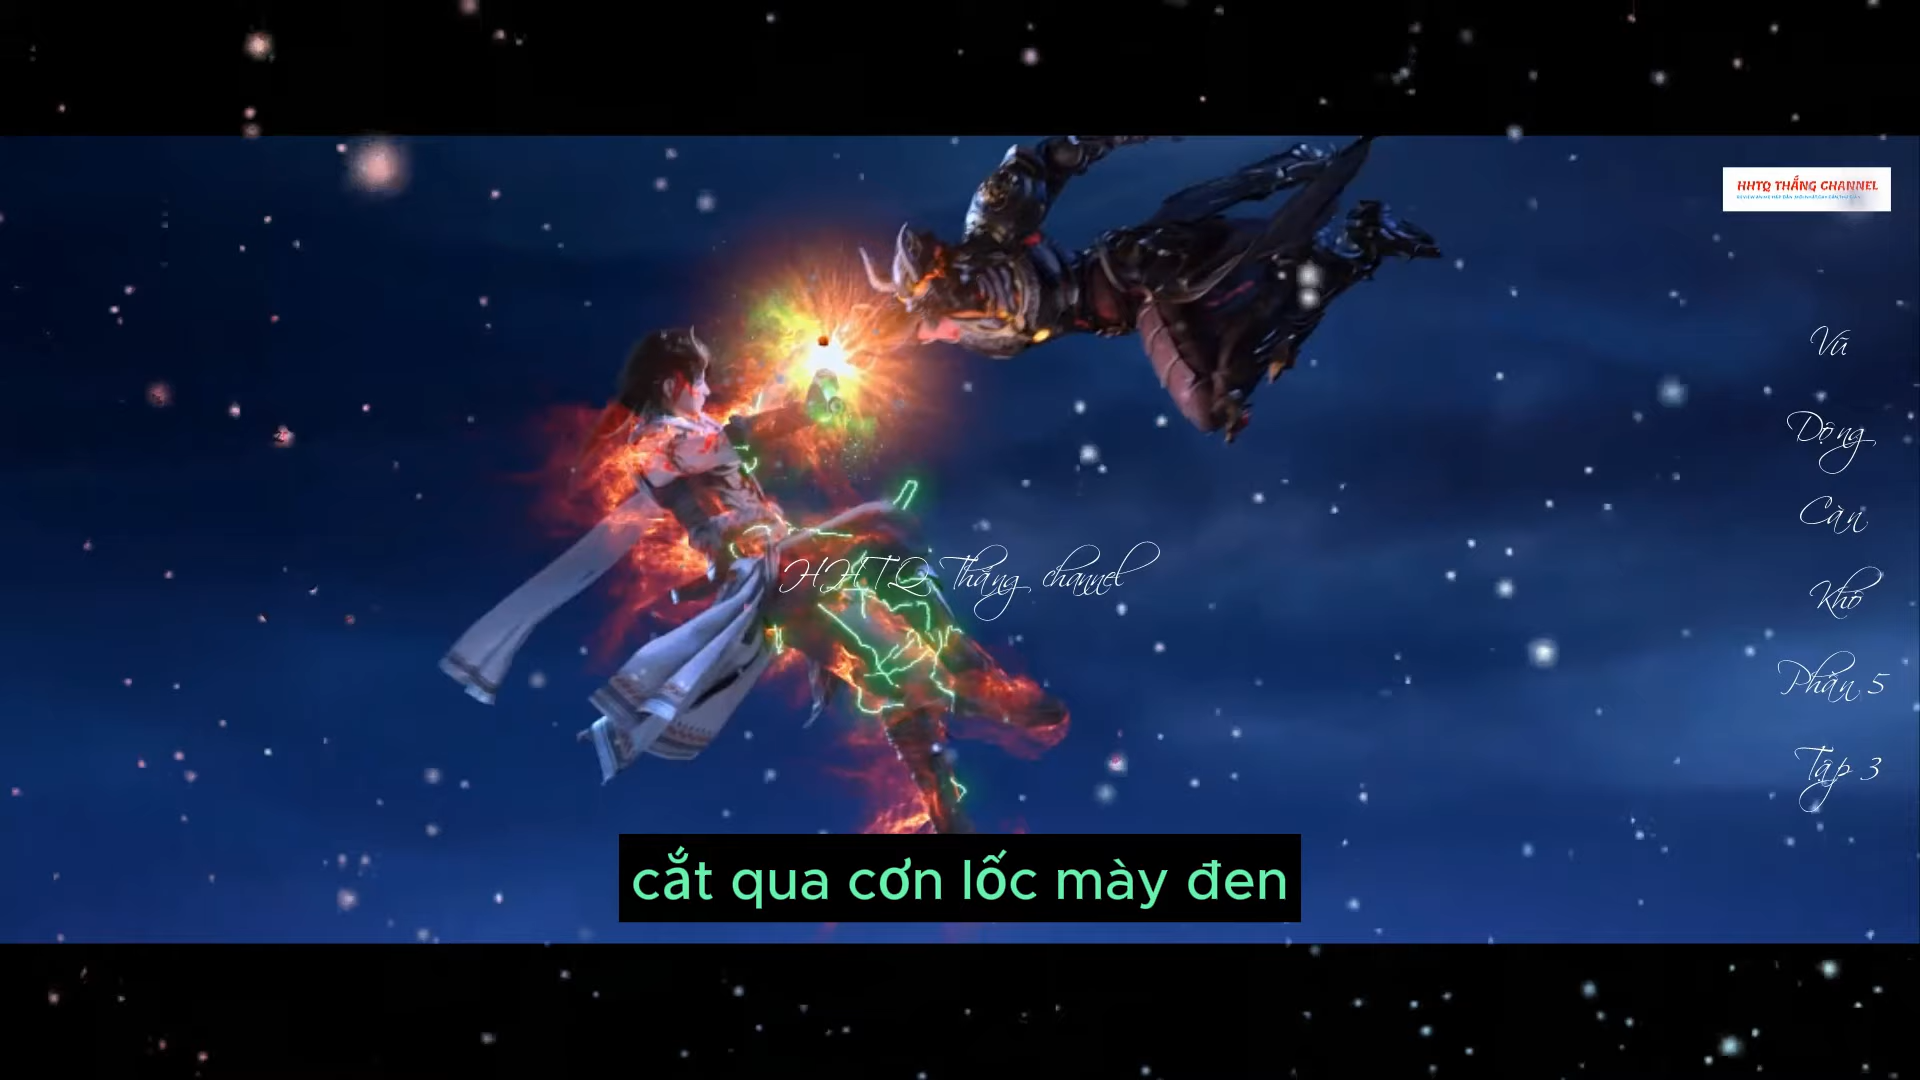 HHTQ THẮNG CHANNEL
Vũ
Động
Càn
Khô
Phần 5
Tập 3
HHTQ Thắng channel
cắt qua cơn lốc mày đen